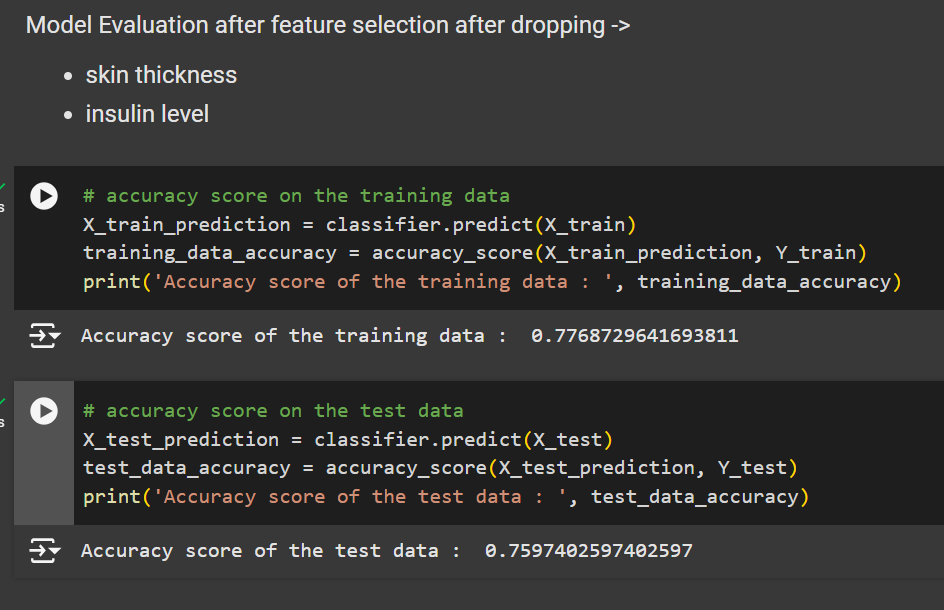 Model Evaluation after feature selection after dropping ->
• skin thickness
• insulin level
s
# accuracy score on the training data
X_train_prediction = classifier.predict(X_train)
training_data_accuracy = accuracy_score(X_train_prediction, Y_train)
print('Accuracy score of the training data : ', training_data_accuracy)
Accuracy score of the training data :  0.7768729641693811
s
# accuracy score on the test data
X_test_prediction = classifier.predict(X_test)
test_data_accuracy = accuracy_score(X_test_prediction, Y_test)
print('Accuracy score of the test data : ', test_data_accuracy)
Accuracy score of the test data :  0.7597402597402597